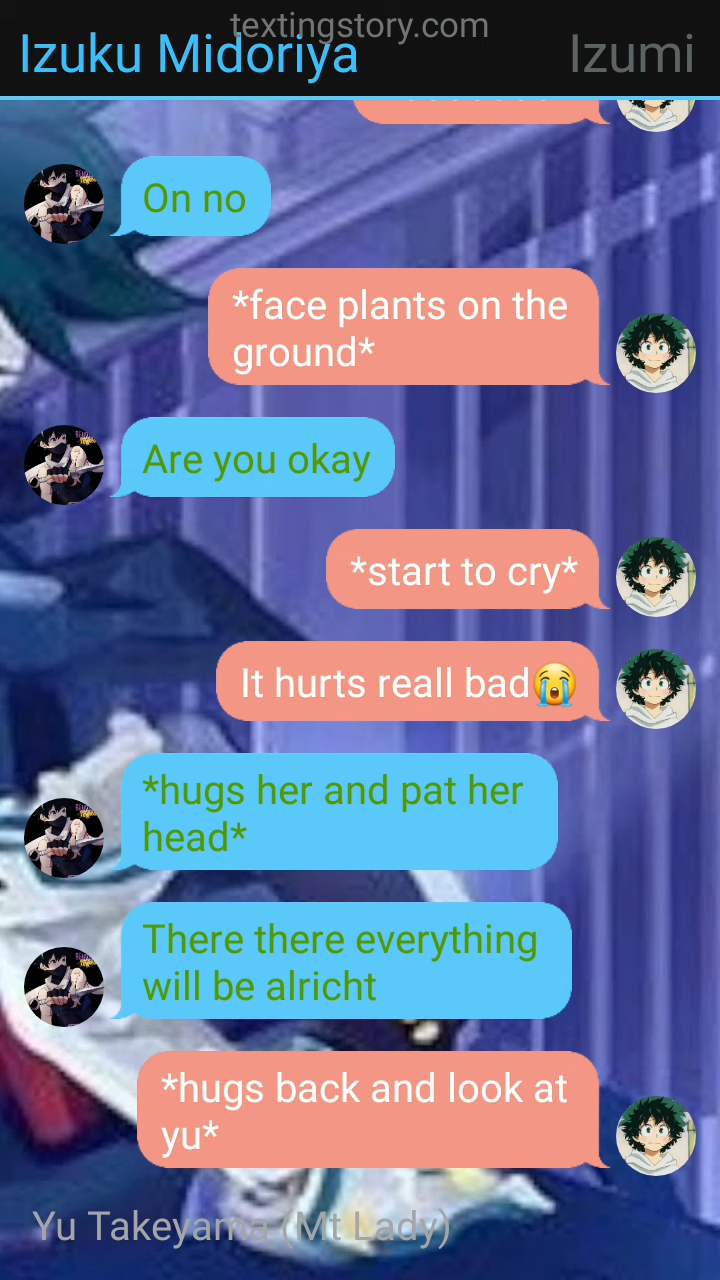 textingstory.com
Izuku Midoriya
Izumi
On no
*face plants on the
ground*
Are you okay
*start to cry*
It hurts reall bad😭
*hugs her and pat her
head*
There there everything
will be alricht
*hugs back and look at
yu*
Yu Takeyama (Mt Lady)